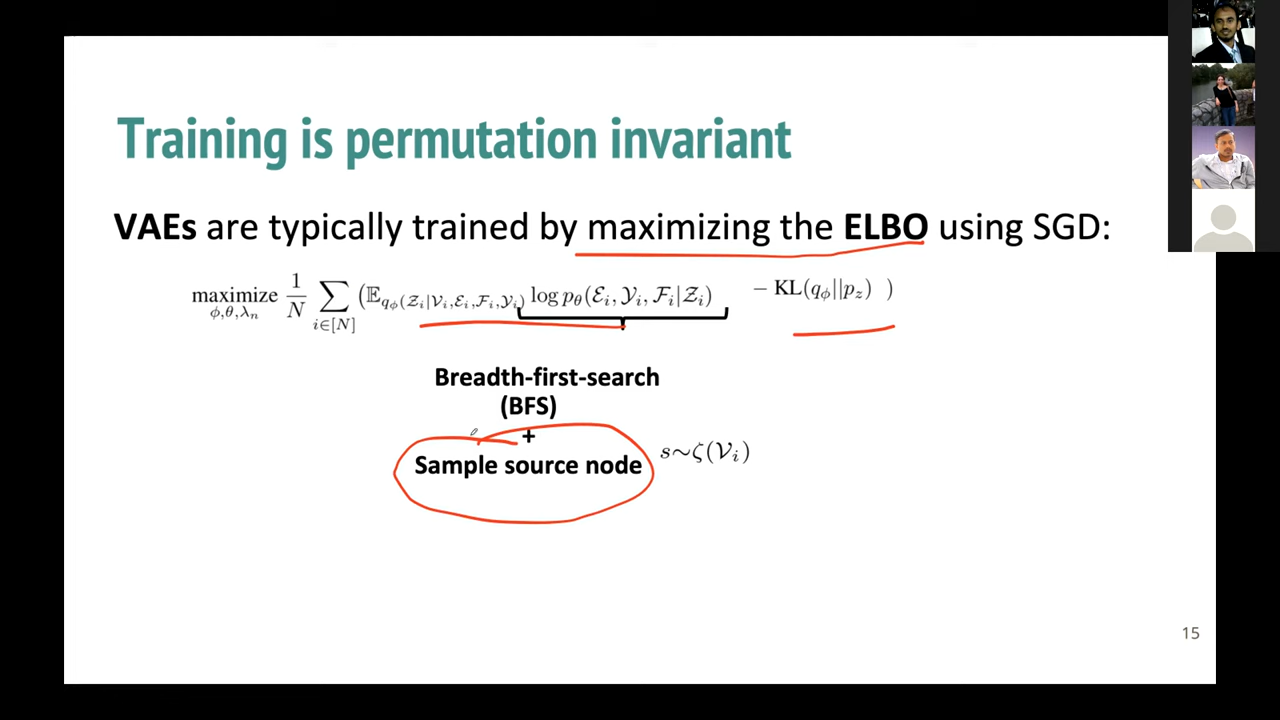 Training is permutation invariant
VAEs are typically trained by maximizing the ELBO using SGD:
maximize_{ϕ,θ,λ_n} 1/N ∑_{i∈[N]} (𝔼_{q_ϕ(𝒵_i|𝒱_i,ℰ_i,ℱ_i,𝒴_i)} log p_θ(ℰ_i, 𝒴_i, ℱ_i|𝒵_i) − KL(q_ϕ||p_z) )
Breadth-first-search
(BFS)
+
Sample source node s∼ζ(𝒱_i)
15